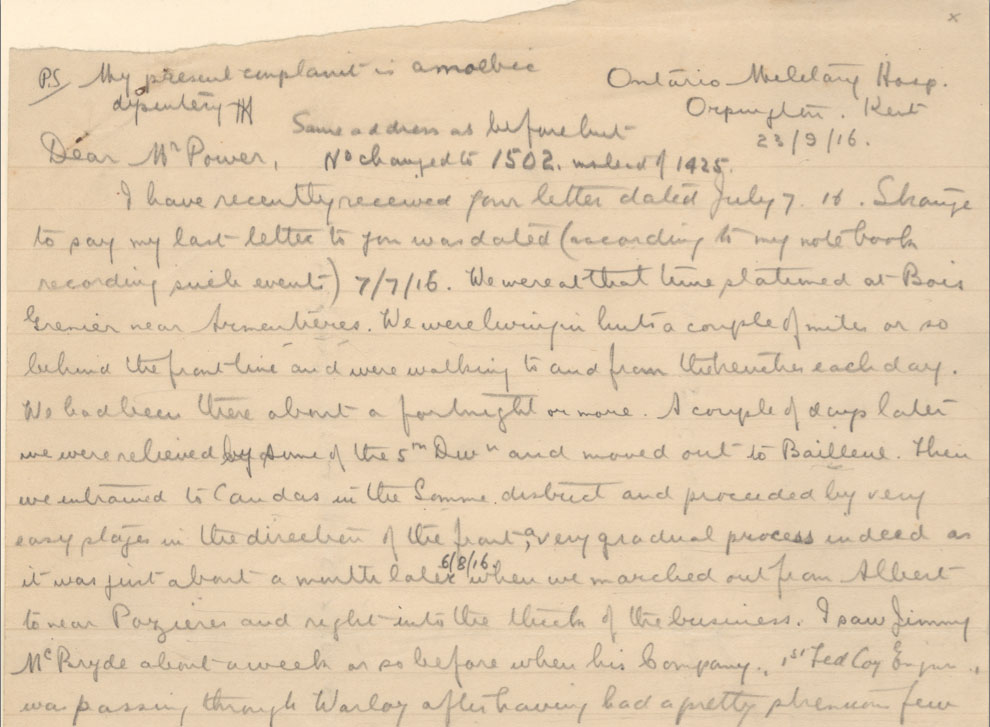 x
PS My present complaint is amoebic
dysentery
Ontario Military Hosp.
Orpington. Kent
23/9/16.
Same address as before but
No changed to 1502. instead of 1425.
Dear Mr Power,
I have recently received your letter dated July 7. 16. Strange
to say my last letter to you was dated (according to my note book
recording such events) 7/7/16. We were at that time stationed at Bois
Grenier near Armentières. We were living in huts a couple of miles or so
behind the front line and were walking to and from the trenches each day.
We had been there about a fortnight or more. A couple of days later
we were relieved by some of the 5th Divn and moved out to Bailleul. Then
we entrained to Candas in the Somme district and proceeded by very
easy stages in the direction of the front, a very gradual process indeed as
it was just about a month later 6/8/16 when we marched out from Albert
to near Pozieres and right into the thick of the business. I saw Jimmy
McBryde about a week or so before when his Company, 1st Fed Coy Engrs.,
was passing through Warloy after having had a pretty strenuous few